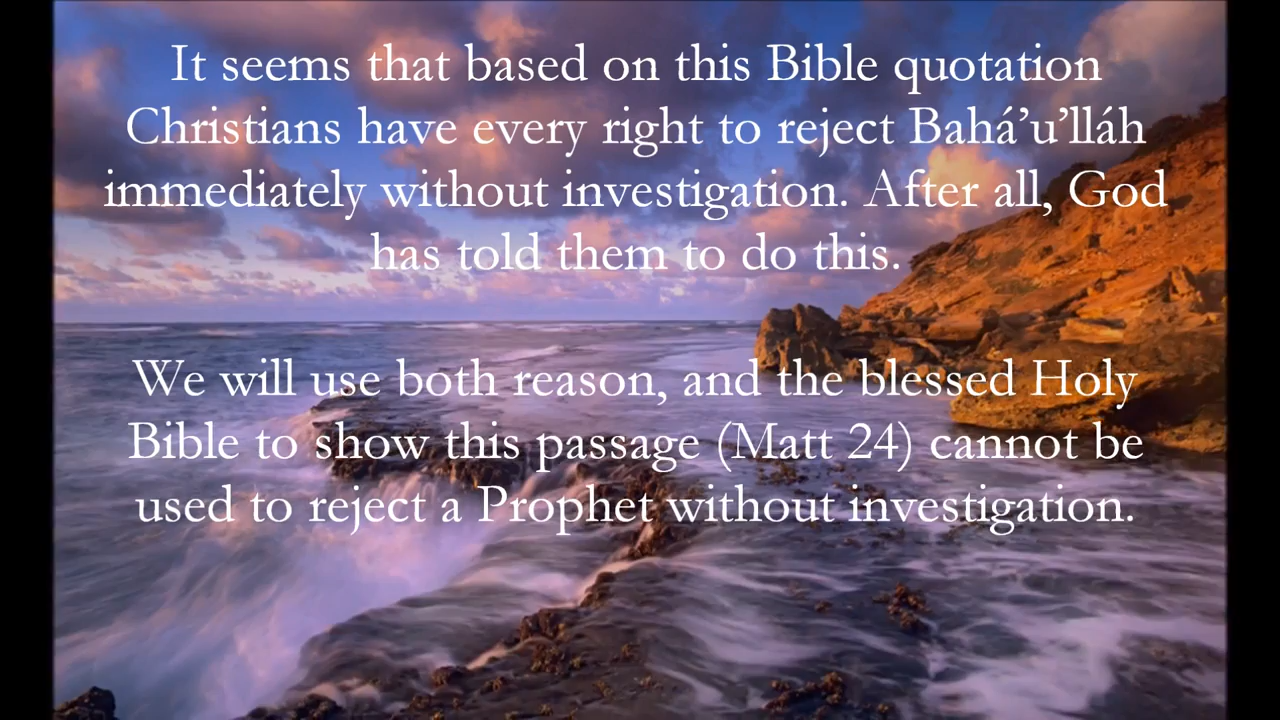 It seems that based on this Bible quotation
Christians have every right to reject Bahá’u’lláh
immediately without investigation. After all, God
has told them to do this.
We will use both reason, and the blessed Holy
Bible to show this passage (Matt 24) cannot be
used to reject a Prophet without investigation.